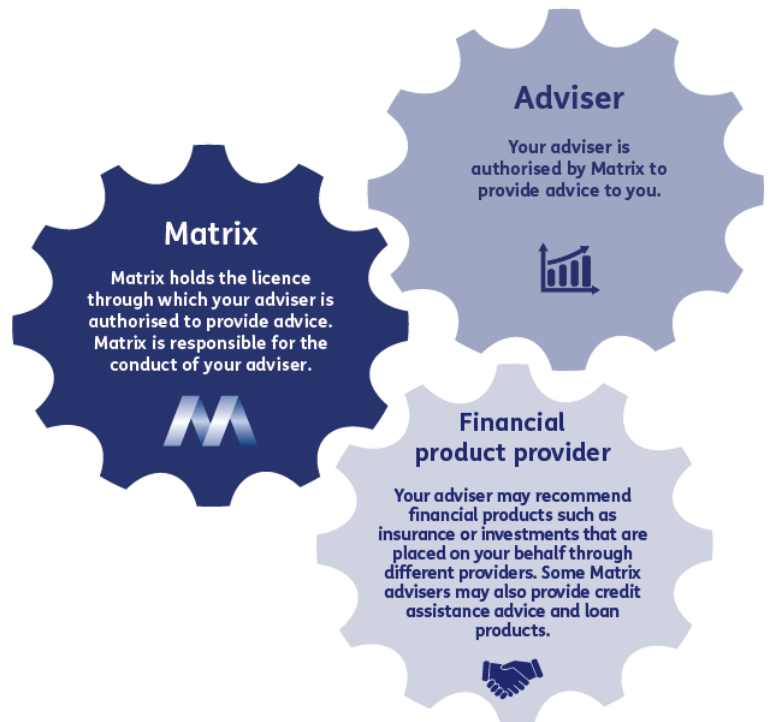 Adviser
Your adviser is
authorised by Matrix to
provide advice to you.
Matrix
Matrix holds the licence
through which your adviser is
authorised to provide advice.
Matrix is responsible for the
conduct of your adviser.
Financial
product provider
Your adviser may recommend
financial products such as
insurance or investments that are
placed on your behalf through
different providers. Some Matrix
advisers may also provide credit
assistance advice and loan
products.